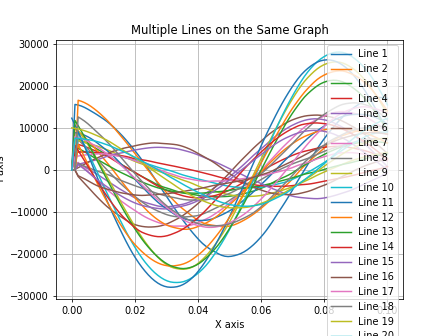 Multiple Lines on the Same Graph
30000
20000
10000
0
-10000
-20000
-30000
0.00
0.02
0.04
0.06
X axis
Line 1
Line 2
Line 3
Line 4
Line 5
Line 6
Line 7
Line 8
Line 9
Line 10
Line 11
Line 12
Line 13
Line 14
Line 15
Line 16
Line 17
Line 18
Line 19
Line 20